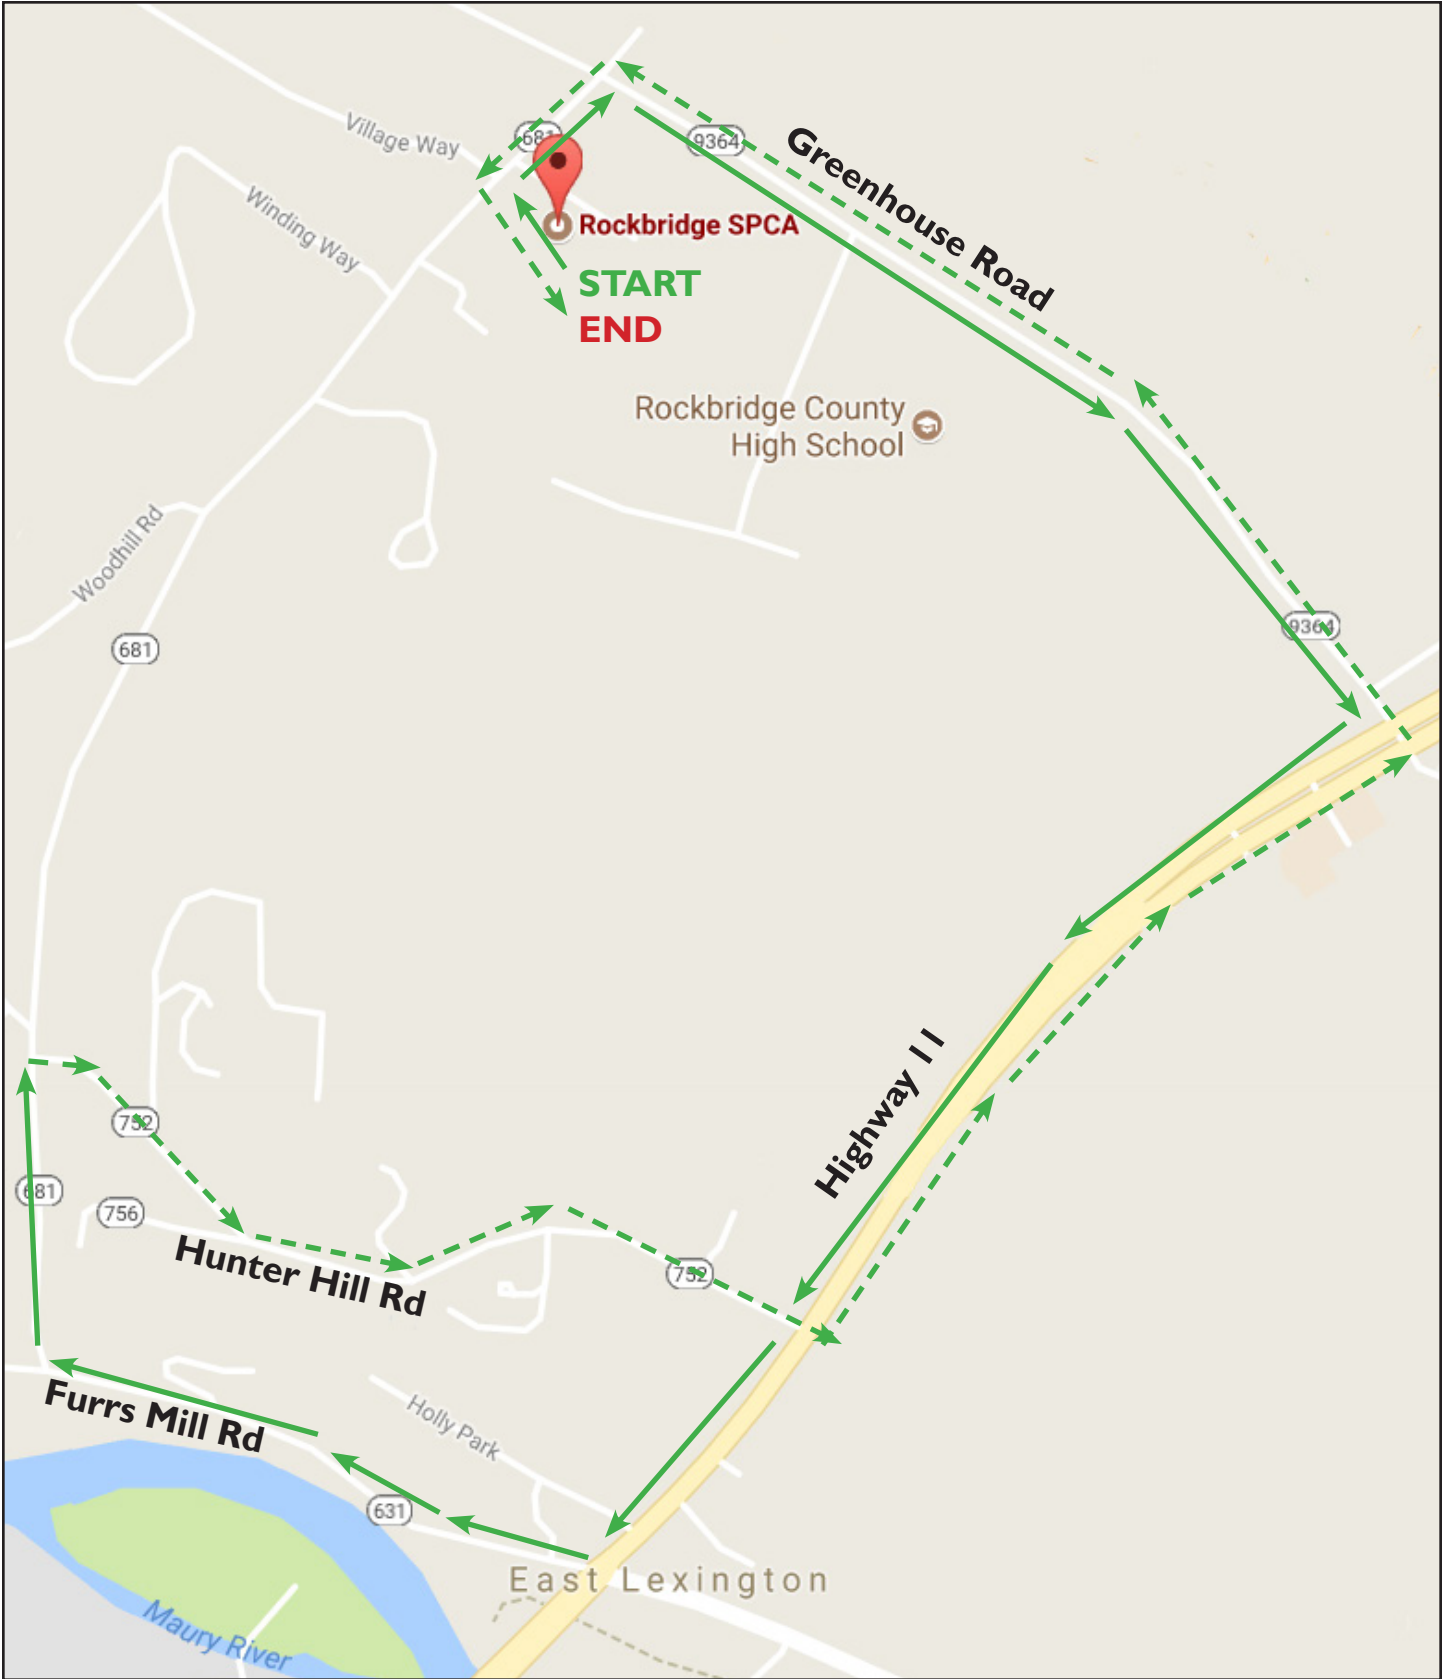 Village Way
681
9364
Greenhouse Road
Winding Way
Rockbridge SPCA
START
END
Rockbridge County
High School
Woodhill Rd
681
9364
Highway 11
752
681
756
Hunter Hill Rd
752
Furrs Mill Rd
Holly Park
631
East Lexington
Maury River